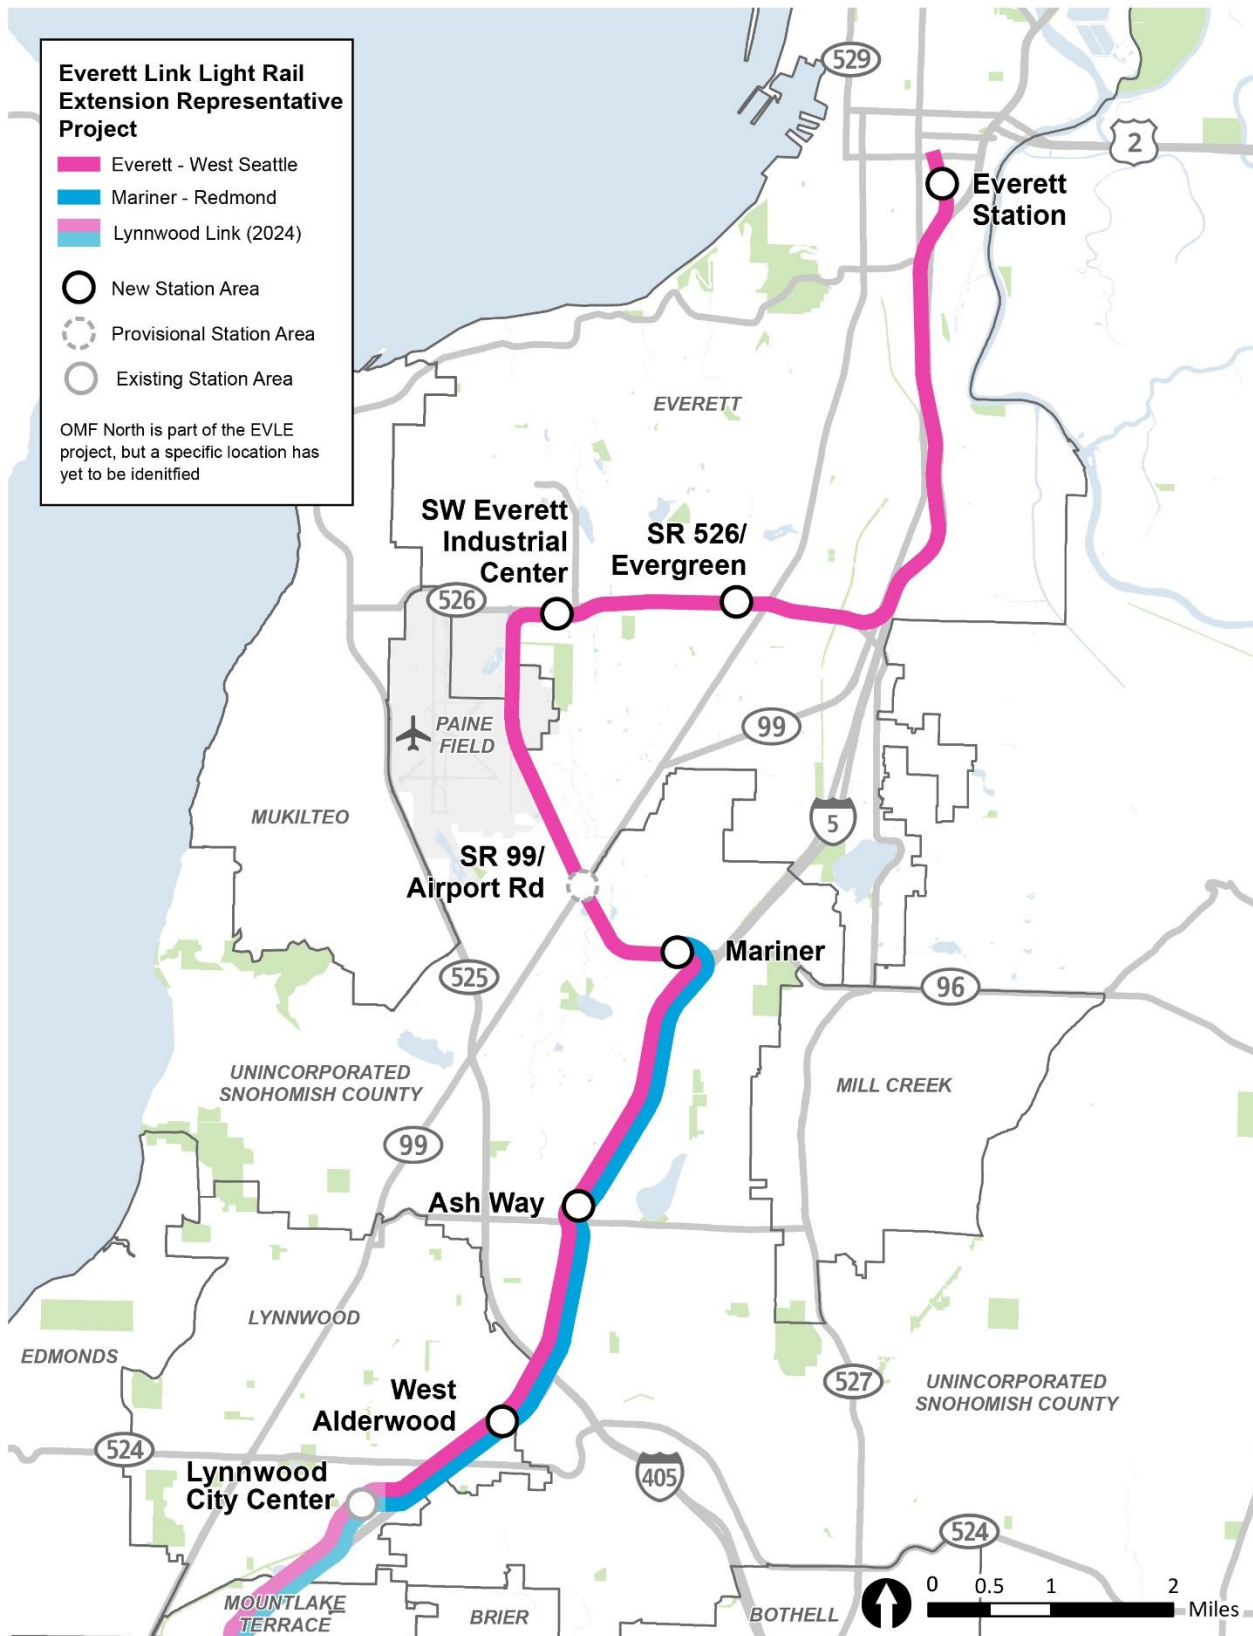 Everett Link Light Rail
Extension Representative
Project
Everett - West Seattle
Mariner - Redmond
Lynnwood Link (2024)
New Station Area
Provisional Station Area
Existing Station Area
OMF North is part of the EVLE
project, but a specific location has
yet to be idenitfied
529
2
Everett
Station
EVERETT
SW Everett
Industrial
Center
SR 526/
Evergreen
526
PAINE
FIELD
99
MUKILTEO
5
SR 99/
Airport Rd
Mariner
525
96
UNINCORPORATED
SNOHOMISH COUNTY
MILL CREEK
99
Ash Way
LYNNWOOD
EDMONDS
527
UNINCORPORATED
SNOHOMISH COUNTY
West
Alderwood
524
Lynnwood
City Center
405
524
MOUNTLAKE
TERRACE
BRIER
BOTHELL
0 0.5 1 2
Miles